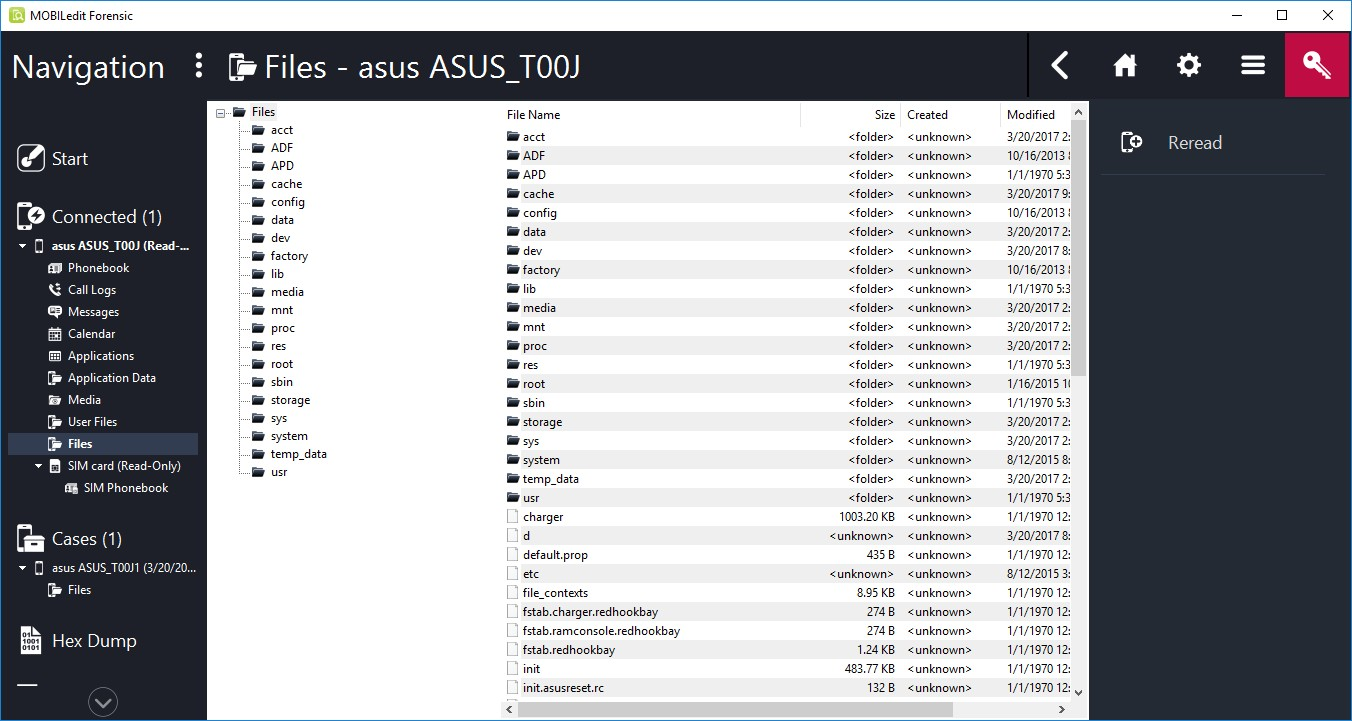 MOBILedit Forensic
Navigation
Files - asus ASUS_T00J
Start
Connected (1)
asus ASUS_T00J (Read-...
Phonebook
Call Logs
Messages
Calendar
Applications
Application Data
Media
User Files
Files
SIM card (Read-Only)
SIM Phonebook
Cases (1)
asus ASUS_T00J1 (3/20/20...
Files
Hex Dump
Files
acct
ADF
APD
cache
config
data
dev
factory
lib
media
mnt
proc
res
root
sbin
storage
sys
system
temp_data
usr
File Name Size Created Modified
acct <folder> <unknown> 3/20/2017 2:
ADF <folder> <unknown> 10/16/2013 8
APD <folder> <unknown> 1/1/1970 5:3
cache <folder> <unknown> 3/20/2017 9:
config <folder> <unknown> 10/16/2013 8
data <folder> <unknown> 3/20/2017 2:
dev <folder> <unknown> 3/20/2017 8:
factory <folder> <unknown> 10/16/2013 8
lib <folder> <unknown> 1/1/1970 5:3
media <folder> <unknown> 3/20/2017 2:
mnt <folder> <unknown> 3/20/2017 2:
proc <folder> <unknown> 3/20/2017 2:
res <folder> <unknown> 1/1/1970 5:3
root <folder> <unknown> 1/16/2015 10
sbin <folder> <unknown> 1/1/1970 5:3
storage <folder> <unknown> 3/20/2017 2:
sys <folder> <unknown> 3/20/2017 2:
system <folder> <unknown> 8/12/2015 8:
temp_data <folder> <unknown> 3/20/2017 2:
usr <folder> <unknown> 1/1/1970 5:3
charger 1003.20 KB <unknown> 1/1/1970 12:
d <unknown> <unknown> 3/20/2017 8:
default.prop 435 B <unknown> 1/1/1970 12:
etc <unknown> <unknown> 8/12/2015 3:
file_contexts 8.95 KB <unknown> 1/1/1970 12:
fstab.charger.redhookbay 274 B <unknown> 1/1/1970 12:
fstab.ramconsole.redhookbay 274 B <unknown> 1/1/1970 12:
fstab.redhookbay 1.24 KB <unknown> 1/1/1970 12:
init 483.77 KB <unknown> 1/1/1970 12:
init.asusreset.rc 132 B <unknown> 1/1/1970 12:
Reread